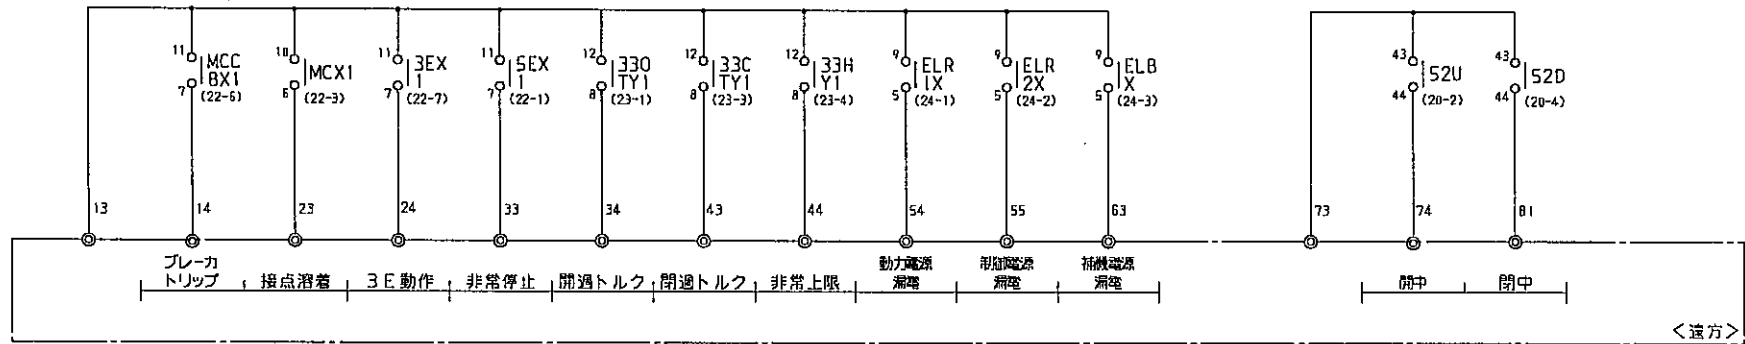 11 MCC BX1 7 (22-6)
10 MCX1 6 (22-3)
11 3EX 1 7 (22-7)
11 5EX 1 7 (22-1)
12 33O TY1 8 (23-1)
12 33C TY1 8 (23-3)
12 33H Y1 8 (23-4)
9 ELR 1X 5 (24-1)
9 ELR 2X 5 (24-2)
9 ELB X 5 (24-3)
43 52U 44 (20-2)
43 52D 44 (20-4)
13 14 23 24 33 34 43 44 54 55 63 73 74 81
ブレーカ
トリップ
接点溶着
3E動作
非常停止
開過トルク
閉過トルク
非常上限
動力電源
漏電
制御電源
漏電
補機電源
漏電
開中
閉中
<遠方>